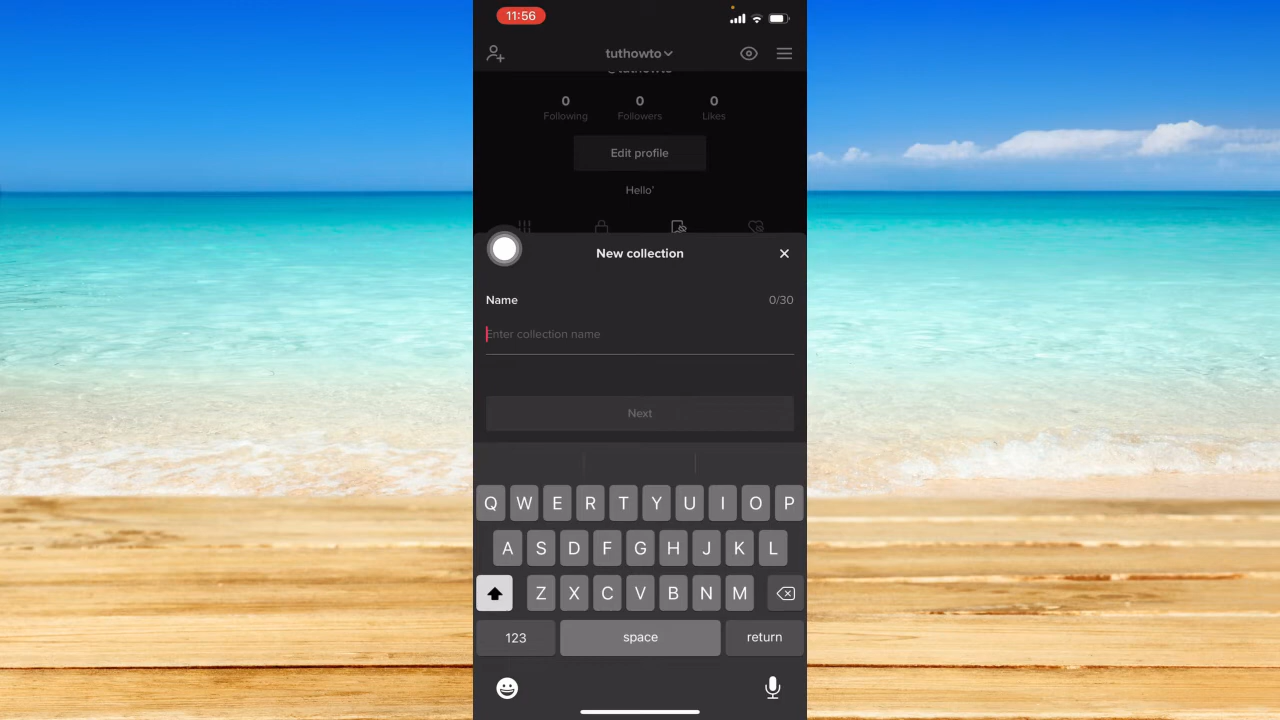 11:56
tuthowto
@tuthowto
0 0 0
Following Followers Likes
Edit profile
Hello'
New collection
Name 0/30
Enter collection name
Next
Q W E R T Y U I O P
A S D F G H J K L
Z X C V B N M
123 space return